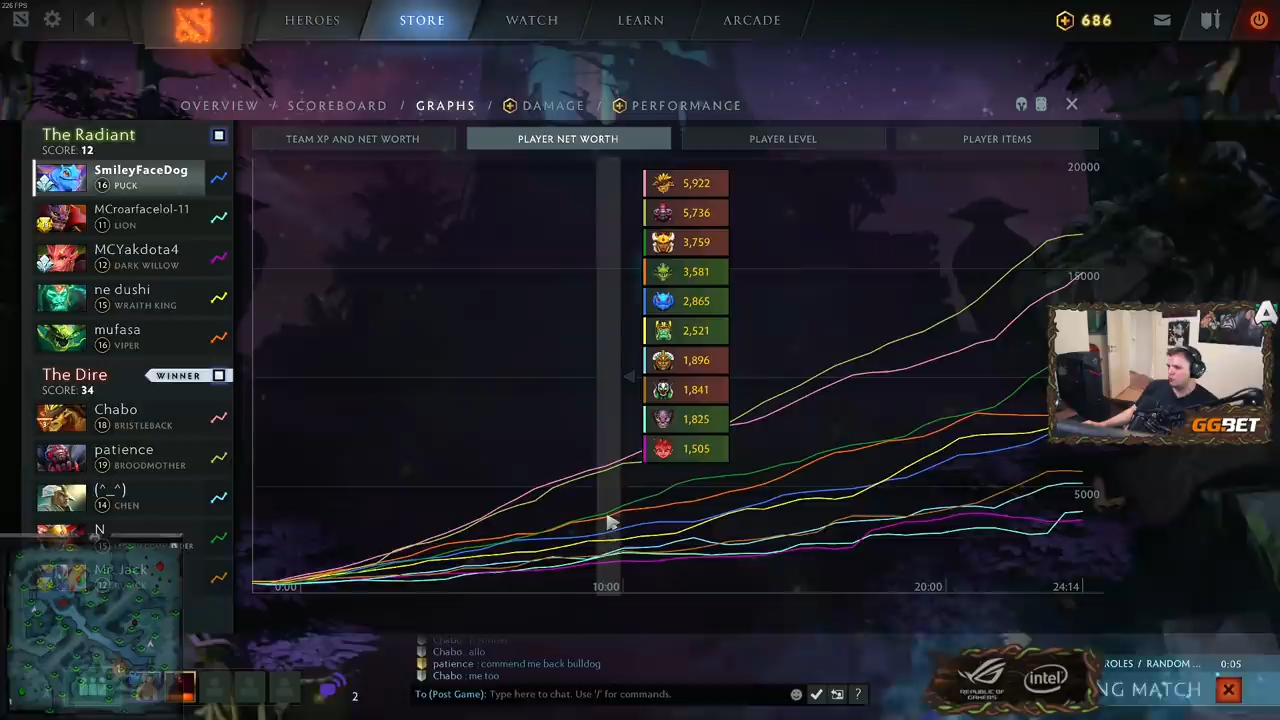 226 FPS
HEROES
STORE
WATCH
LEARN
ARCADE
686
OVERVIEW / SCOREBOARD / GRAPHS / DAMAGE / PERFORMANCE
TEAM XP AND NET WORTH
PLAYER NET WORTH
PLAYER LEVEL
PLAYER ITEMS
The Radiant
SCORE: 12
SmileyFaceDog
16 PUCK
MCroarfacelol-11
11 LION
MCYakdota4
12 DARK WILLOW
ne dushi
15 WRAITH KING
mufasa
16 VIPER
The Dire
WINNER
SCORE: 34
Chabo
18 BRISTLEBACK
patience
19 BROODMOTHER
(^_^)
14 CHEN
N
15
Mr. Jack
12
5,922
5,736
3,759
3,581
2,865
2,521
1,896
1,841
1,825
1,505
20000
15000
5000
0:00
10:00
20:00
24:14
A
GGBET
Chabo : allo
patience : commend me back bulldog
Chabo : me too
To (Post Game): Type here to chat. Use '/' for commands.
?
2
REPUBLIC OF
GAMERS
intel
ROLES / RANDOM ...
0:05
NG MATCH